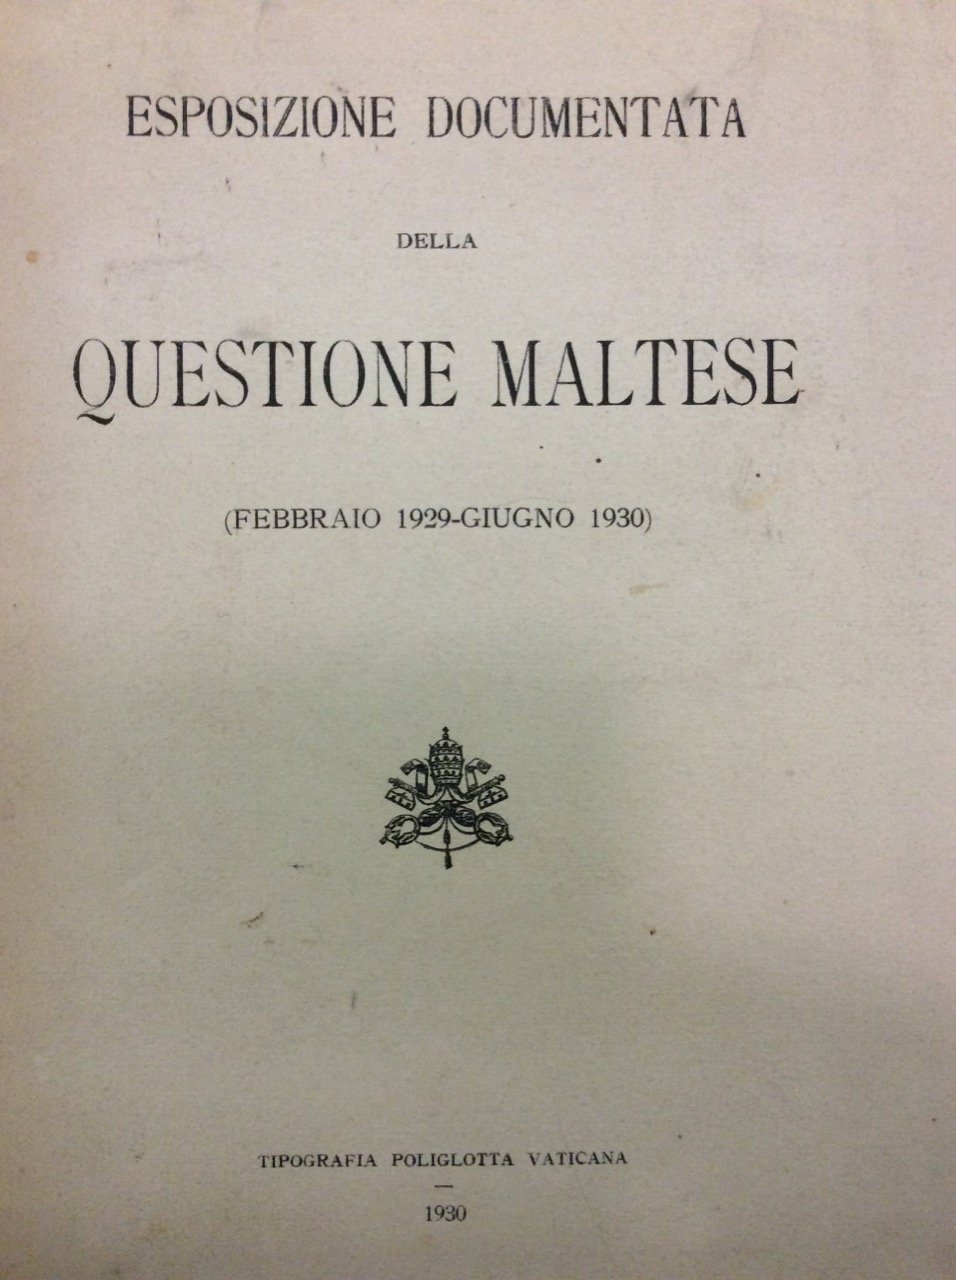 ESPOSIZIONE DOCUMENTATA
DELLA
QUESTIONE MALTESE
(FEBBRAIO 1929-GIUGNO 1930)
TIPOGRAFIA POLIGLOTTA VATICANA
—
1930